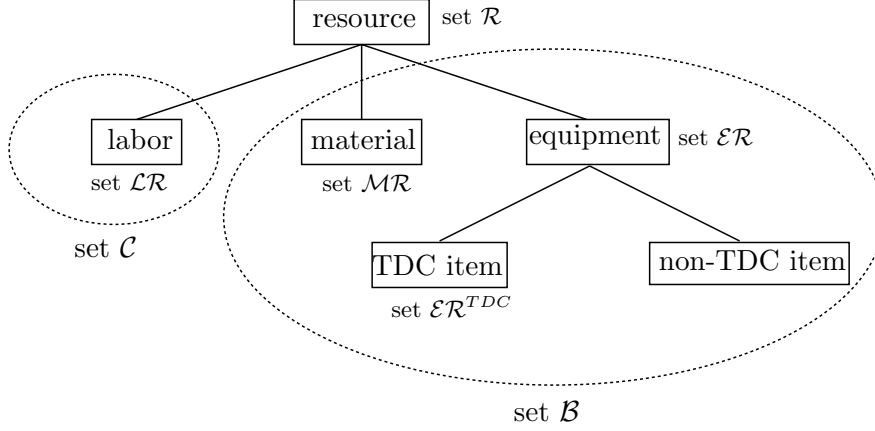 resource set ℛ
labor material equipment set ℰℛ
set ℒℛ set ℳℛ
set 𝒞
TDC item non-TDC item
set ℰℛ^{TDC}
set ℬ